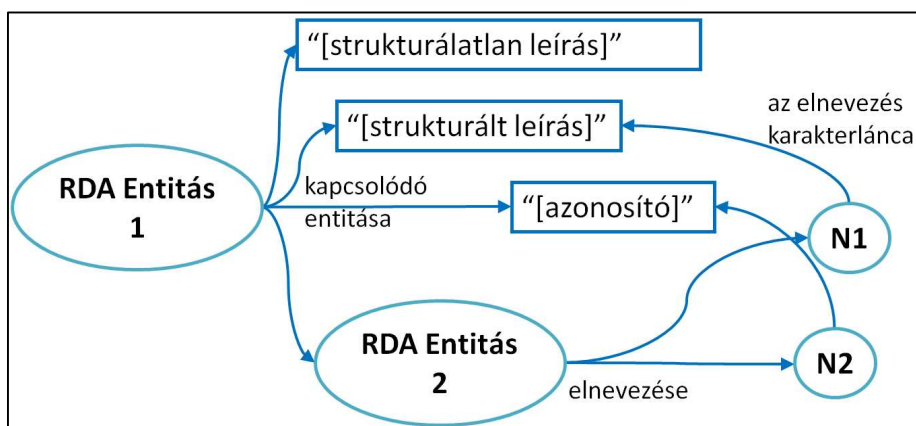 “[strukturálatlan leírás]”
az elnevezés
karakterlánca
“[strukturált leírás]”
RDA Entitás
1
kapcsolódó
entitása
“[azonosító]”
N1
RDA Entitás
2
elnevezése
N2